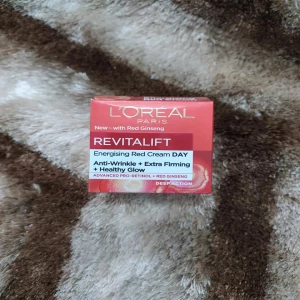 L'ORÉAL
PARIS
New - with Red Ginseng
REVITALIFT
Energising Red Cream DAY
Anti-Wrinkle + Extra Firming
+ Healthy Glow
ADVANCED PRO-RETINOL + RED GINSENG
DEEP ACTION